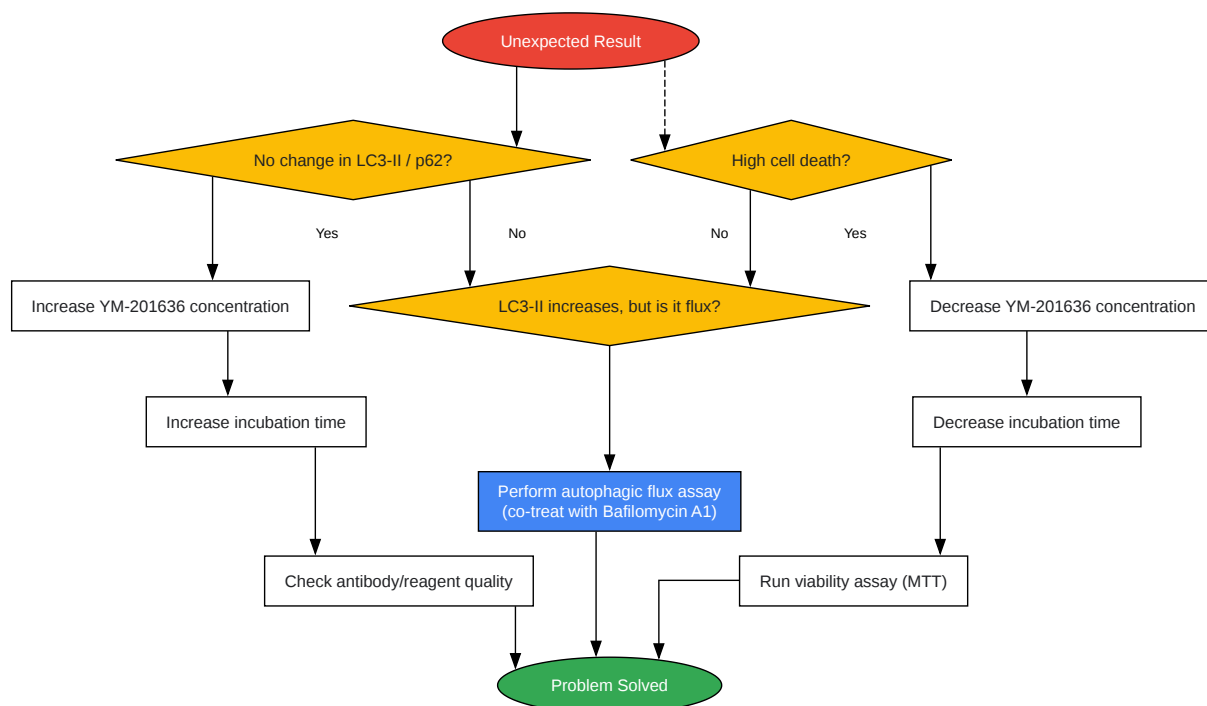 Unexpected Result
No change in LC3-II / p62?
High cell death?
Yes
No
No
Yes
Increase YM-201636 concentration
LC3-II increases, but is it flux?
Decrease YM-201636 concentration
Increase incubation time
Decrease incubation time
Perform autophagic flux assay
(co-treat with Bafilomycin A1)
Check antibody/reagent quality
Run viability assay (MTT)
Problem Solved